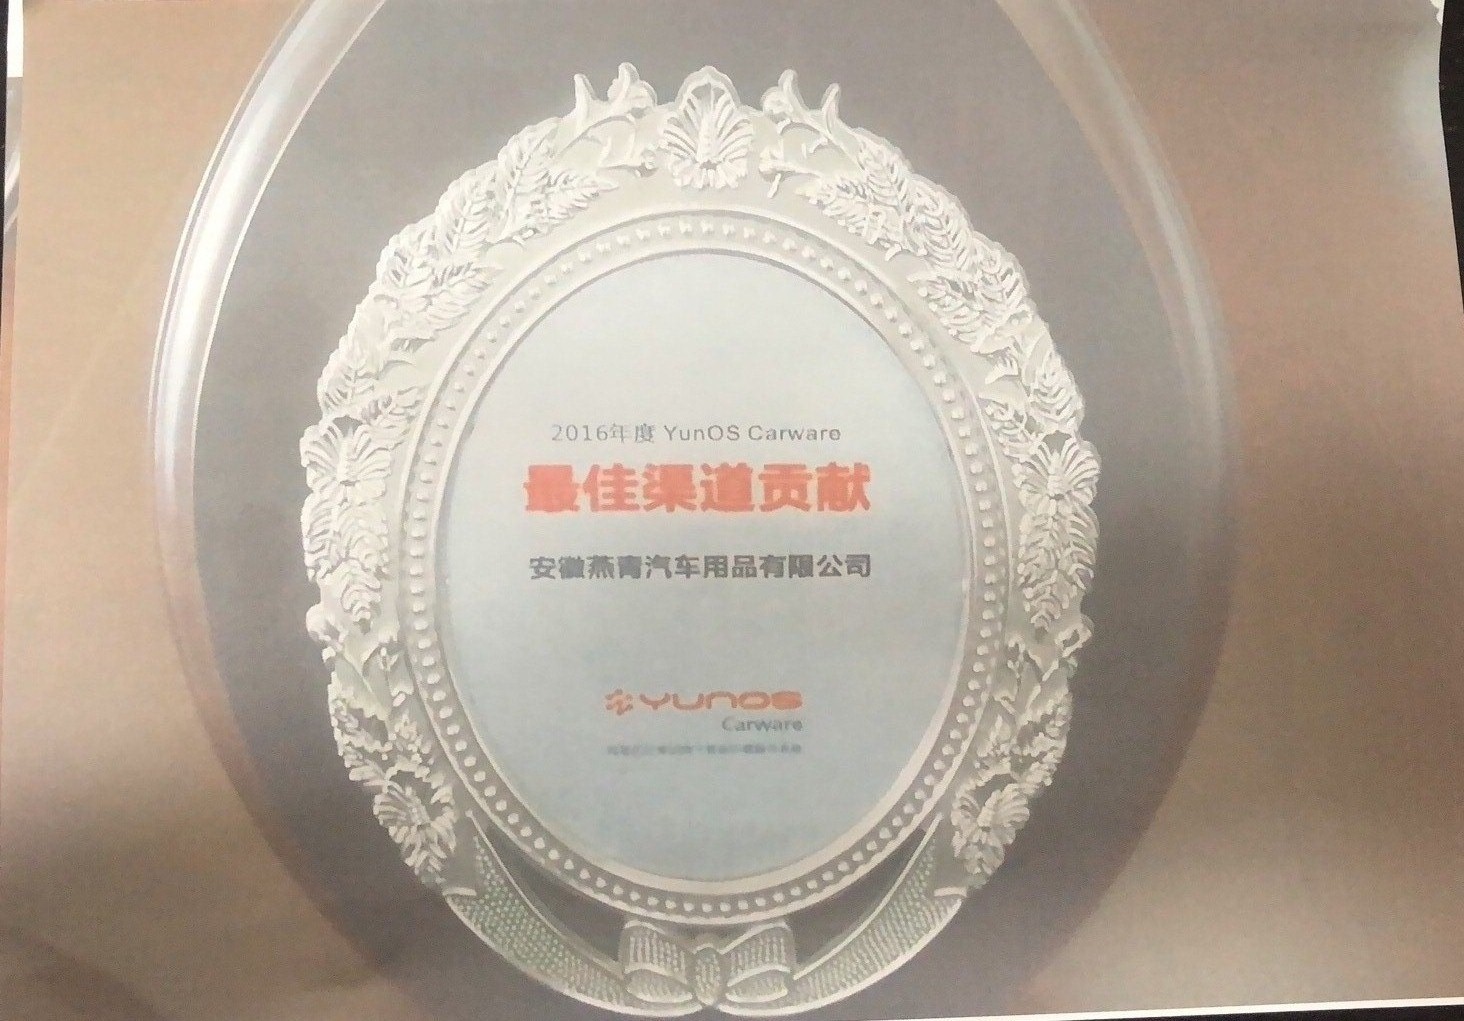 2016年度 YunOS Carware
最佳渠道贡献
安徽燕青汽车用品有限公司
YUNOS
Carware